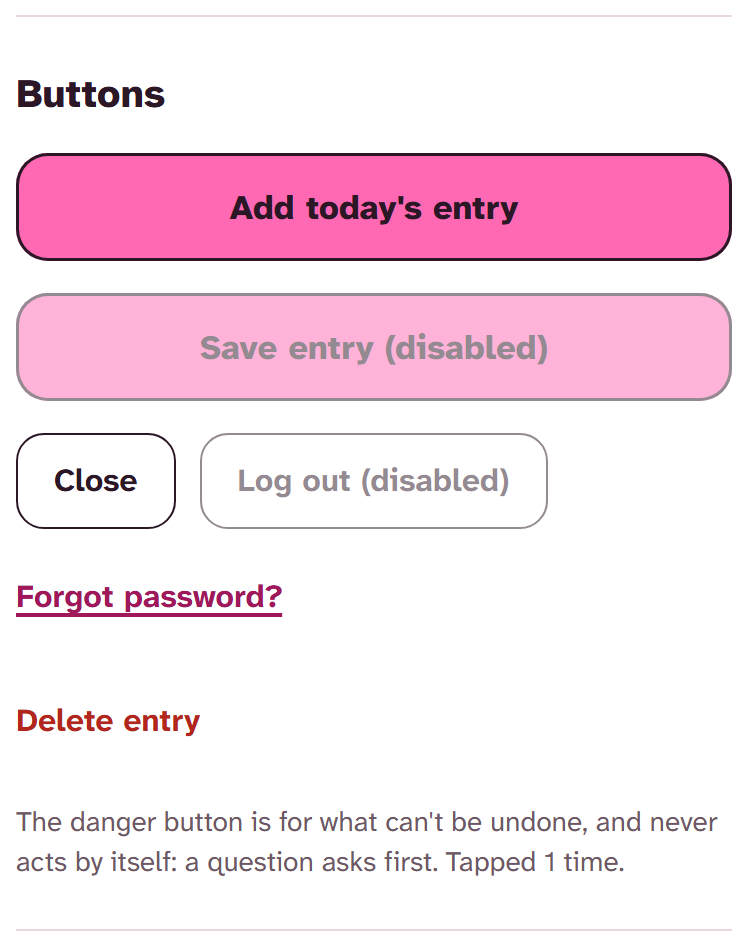 Buttons
Add today's entry
Save entry (disabled)
Close
Log out (disabled)
Forgot password?
Delete entry
The danger button is for what can't be undone, and never
acts by itself: a question asks first. Tapped 1 time.